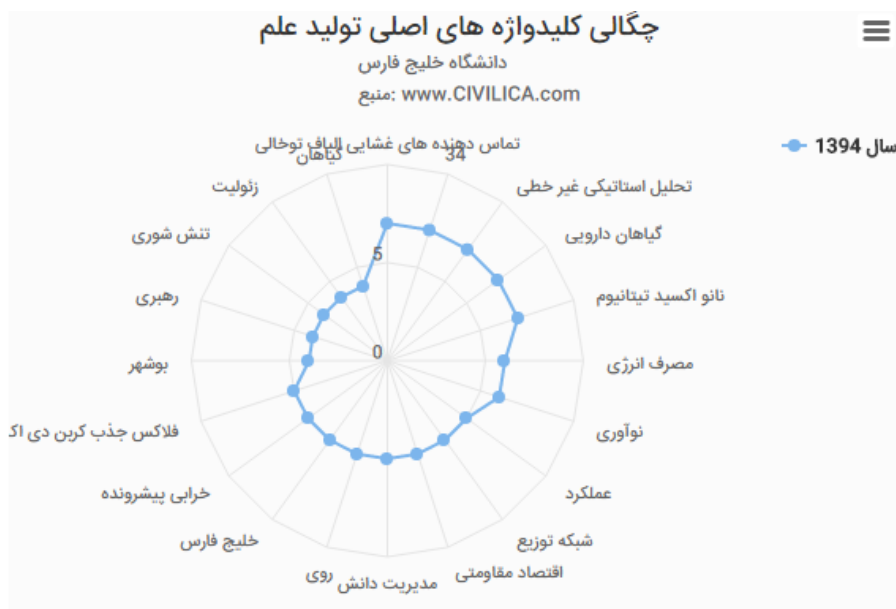 چگالی کلیدواژه های اصلی تولید علم
دانشگاه خلیج فارس
منبع: www.CIVILICA.com
سال 1394
تماس دهنده های غشایی الیاف توخالی
34
تحلیل استاتیکی غیر خطی
گیاهان دارویی
نانو اکسید تیتانیوم
مصرف انرژی
نوآوری
عملکرد
شبکه توزیع
اقتصاد مقاومتی
مدیریت دانش
روی
خلیج فارس
خرابی پیشرونده
فلاکس جذب کربن دی اک
بوشهر
رهبری
تنش شوری
زئولیت
گیاهان
5
0